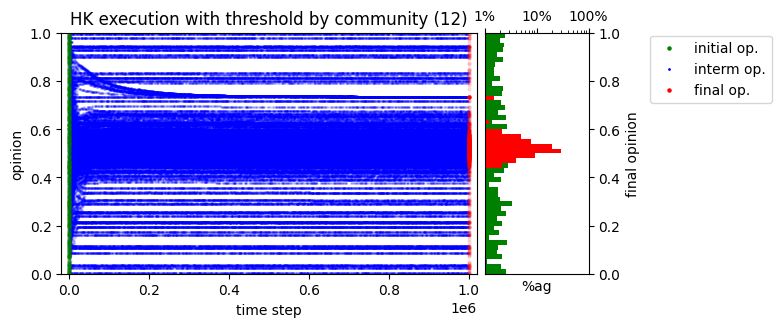 HK execution with threshold by community (12)
1% 10% 100%
initial op.
interm op.
final op.
opinion
1.0
0.8
0.6
0.4
0.2
0.0
final opinion
1.0
0.8
0.6
0.4
0.2
0.0
0.0 0.2 0.4 0.6 0.8 1.0
1e6
time step
%ag